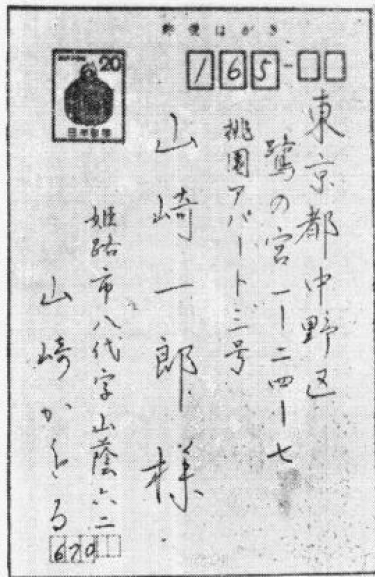 郵便はがき
20
日本郵便
165
東京都中野区
鷺の宮一ー二四ー七
桃園アパート三号
山崎一郎様
姫路市八代字山蔭六二
山崎かをる
670